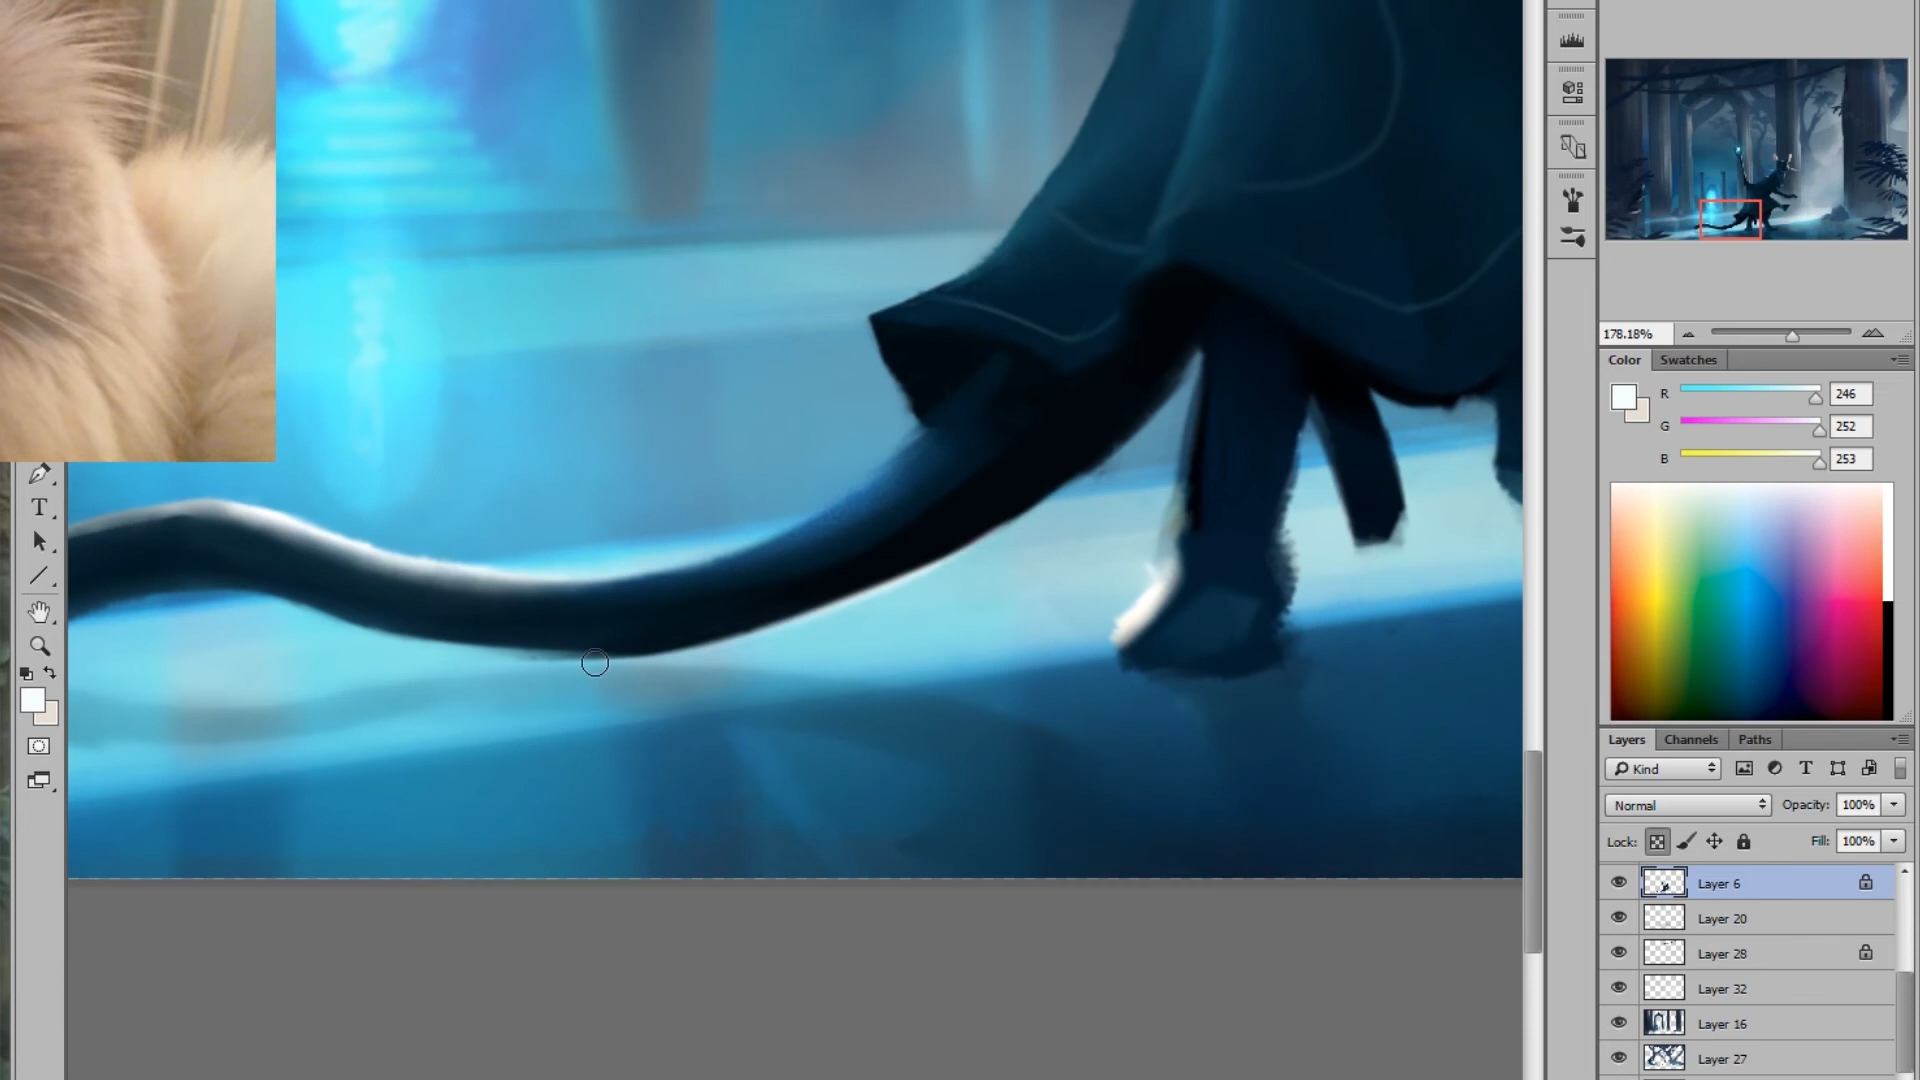 178.18%
Color Swatches
R 246
G 252
B 253
T
Layers Channels Paths
Kind T
Normal Opacity: 100%
Lock: Fill: 100%
Layer 6
Layer 20
Layer 28
Layer 32
Layer 16
Layer 27